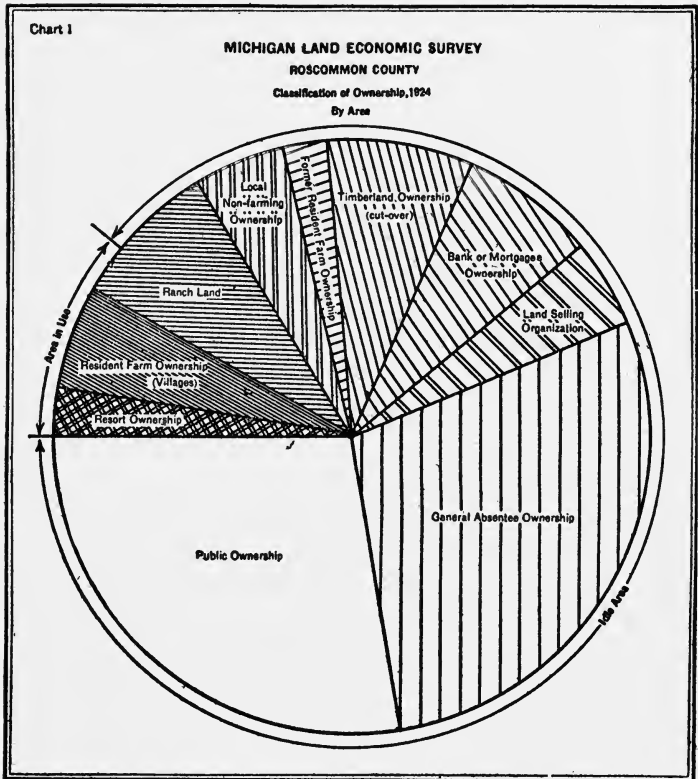 Chart 1
MICHIGAN LAND ECONOMIC SURVEY
ROSCOMMON COUNTY
Classification of Ownership, 1924
By Area
Local
Non-farming
Ownership
Former Resident Farm Ownership
Timberland Ownership
(cut-over)
Bank or Mortgagee
Ownership
Land Selling
Organization
Ranch Land
Area in Use
Resident Farm Ownership
(Villages)
Resort Ownership
General Absentee Ownership
Public Ownership
Idle Area